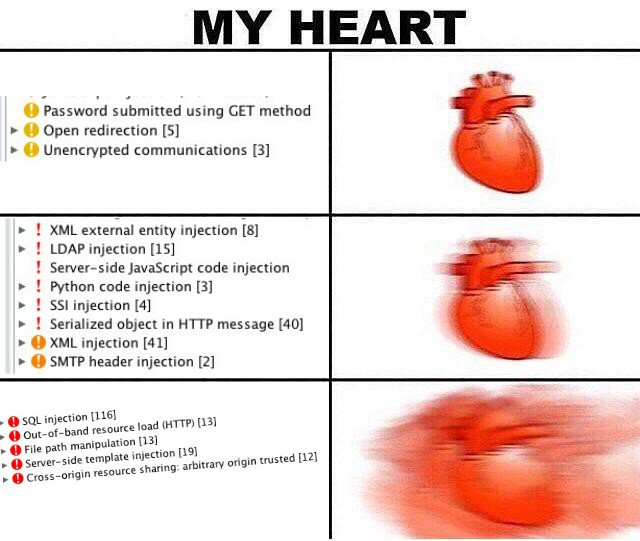 MY HEART
Password submitted using GET method
Open redirection [5]
Unencrypted communications [3]
XML external entity injection [8]
LDAP injection [15]
Server-side JavaScript code injection
Python code injection [3]
SSI injection [4]
Serialized object in HTTP message [40]
XML injection [41]
SMTP header injection [2]
SQL injection [116]
Out-of-band resource load (HTTP) [13]
File path manipulation [13]
Server-side template injection [19]
Cross-origin resource sharing: arbitrary origin trusted [12]